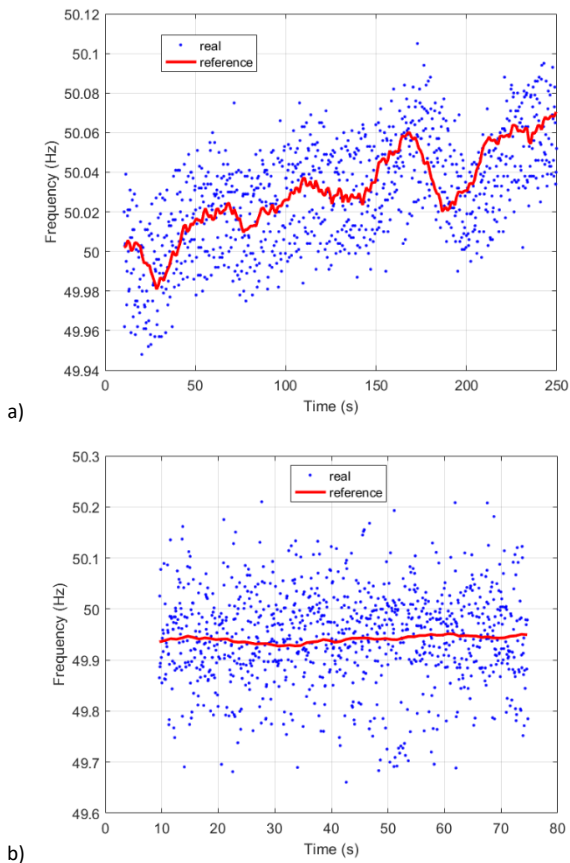 50.12
50.1
50.08
50.06
50.04
50.02
50
49.98
49.96
49.94
Frequency (Hz)
real
reference
0 50 100 150 200 250
Time (s)
a)
50.3
50.2
50.1
50
49.9
49.8
49.7
49.6
Frequency (Hz)
real
reference
0 10 20 30 40 50 60 70 80
Time (s)
b)